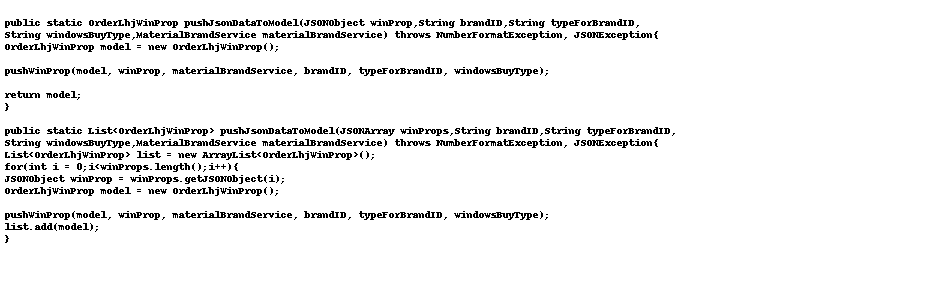 public static OrderLhjWinProp pushJsonDataToModel(JSONObject winProp,String brandID,String typeForBrandID,
String windowsBuyType,MaterialBrandService materialBrandService) throws NumberFormatException, JSONException{
OrderLhjWinProp model = new OrderLhjWinProp();

pushWinProp(model, winProp, materialBrandService, brandID, typeForBrandID, windowsBuyType);

return model;
}

public static List<OrderLhjWinProp> pushJsonDataToModel(JSONArray winProps,String brandID,String typeForBrandID,
String windowsBuyType,MaterialBrandService materialBrandService) throws NumberFormatException, JSONException{
List<OrderLhjWinProp> list = new ArrayList<OrderLhjWinProp>();
for(int i = 0;i<winProps.length();i++){
JSONObject winProp = winProps.getJSONObject(i);
OrderLhjWinProp model = new OrderLhjWinProp();

pushWinProp(model, winProp, materialBrandService, brandID, typeForBrandID, windowsBuyType);
list.add(model);
}